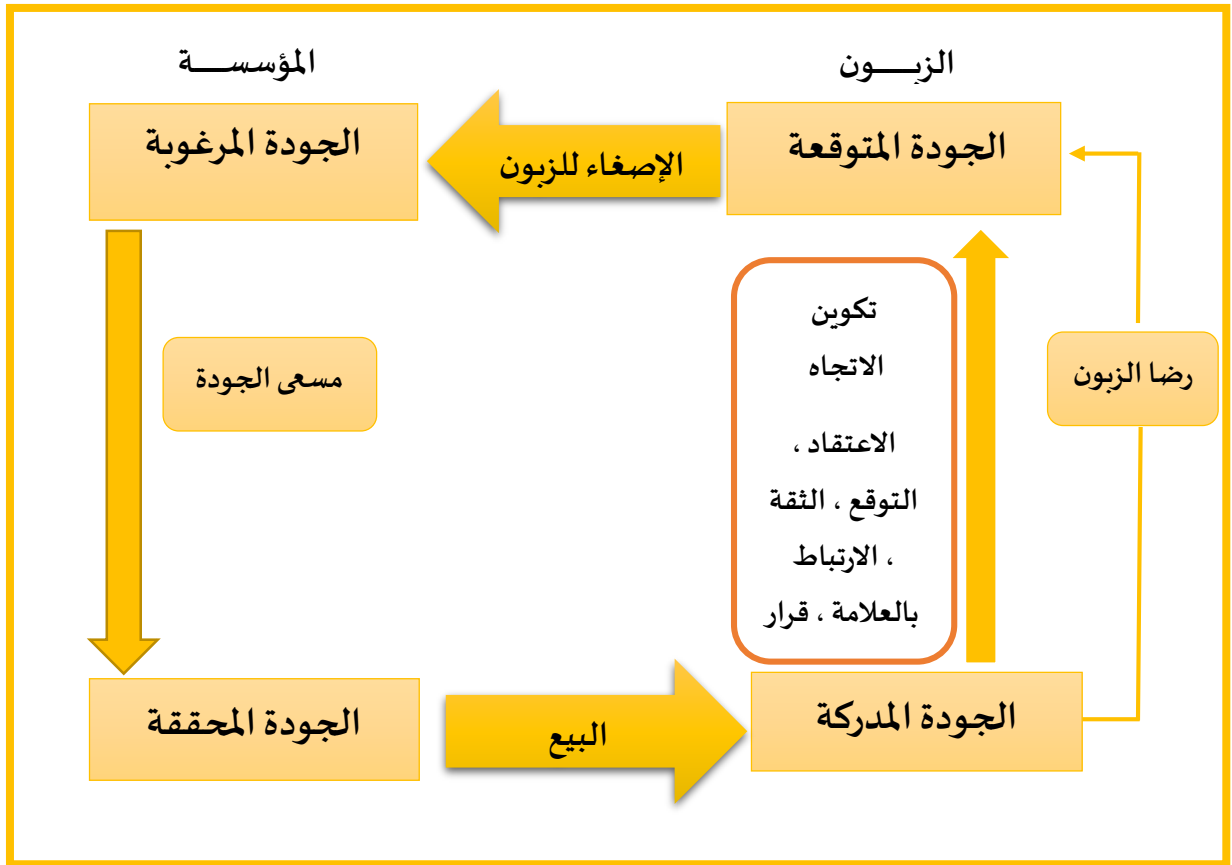 الزبــــون
المؤسســـة
الجودة المتوقعة
الإصغاء للزبون
الجودة المرغوبة
تكوين
الاتجاه
الاعتقاد ،
التوقع ، الثقة
، الارتباط
بالعلامة ، قرار
رضا الزبون
مسعى الجودة
الجودة المدركة
البيع
الجودة المحققة